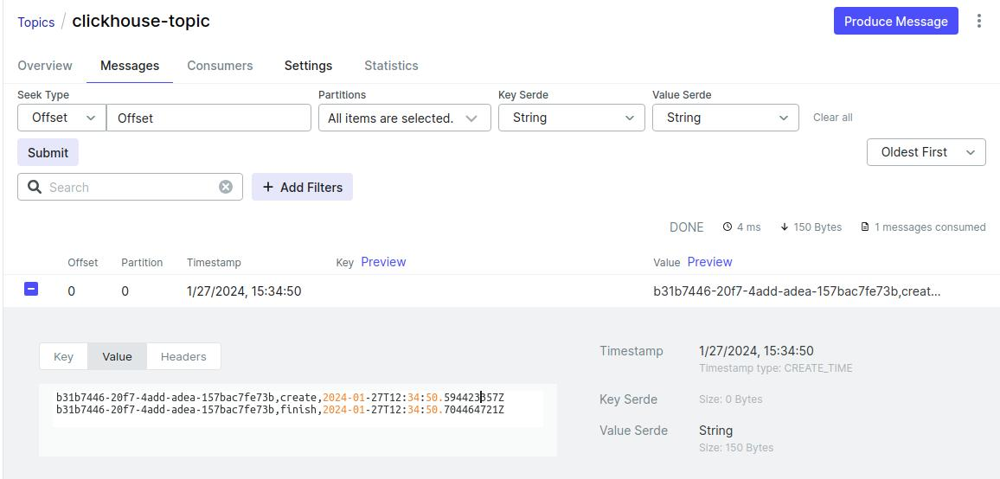 Topics / clickhouse-topic
Produce Message
Overview Messages Consumers Settings Statistics
Seek Type Partitions Key Serde Value Serde
Offset Offset All items are selected. String String Clear all
Submit Oldest First
Search + Add Filters
DONE 4 ms 150 Bytes 1 messages consumed
Offset Partition Timestamp Key Preview Value Preview
0 0 1/27/2024, 15:34:50 b31b7446-20f7-4add-adea-157bac7fe73b,creat...
Key Value Headers
b31b7446-20f7-4add-adea-157bac7fe73b,create,2024-01-27T12:34:50.594423357Z
b31b7446-20f7-4add-adea-157bac7fe73b,finish,2024-01-27T12:34:50.704464721Z
Timestamp 1/27/2024, 15:34:50
Timestamp type: CREATE_TIME
Key Serde Size: 0 Bytes
Value Serde String
Size: 150 Bytes